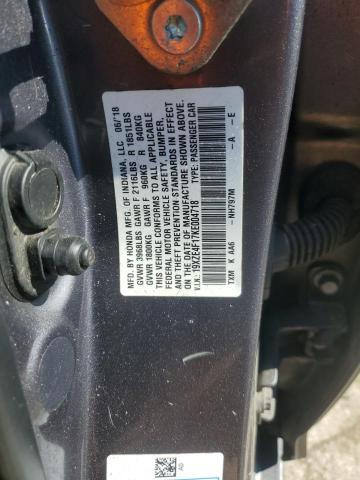 MFD. BY HONDA MFG. OF INDIANA, LLC 06/'18
GVWR 3968LBS GAWR F 2116LBS R 1851LBS
GVWR 1800KG GAWR F 960KG R 840KG
THIS VEHICLE CONFORMS TO ALL APPLICABLE
FEDERAL MOTOR VEHICLE SAFETY, BUMPER,
AND THEFT PREVENTION STANDARDS IN EFFECT
ON THE DATE OF MANUFACTURE SHOWN ABOVE.
V.I.N.: 19XZE4F17KE004718 TYPE: PASSENGER CAR
TXM K AA6 -NH797M -A -E